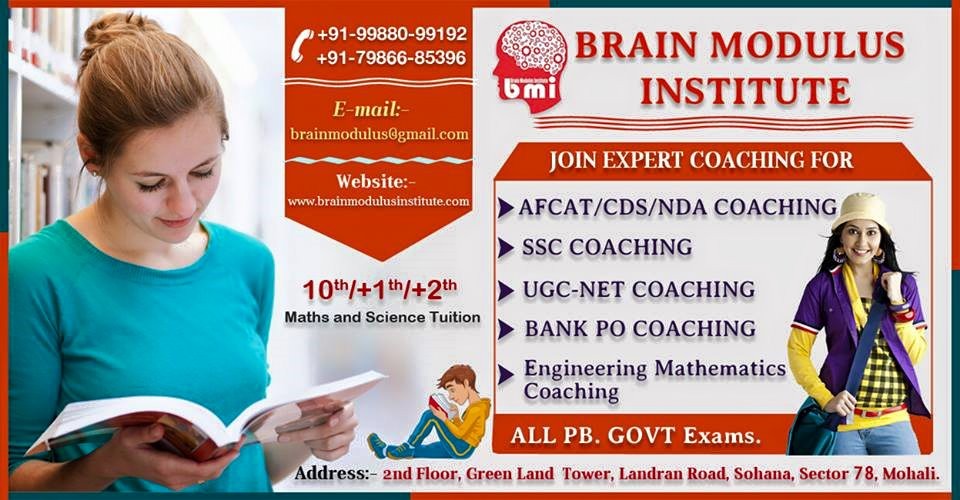 +91-99880-99192
+91-79866-85396
E-mail:-
brainmodulus@gmail.com
Website:-
www.brainmodulusinstitute.com
10th/+1th/+2th
Maths and Science Tuition
Brain Modulus Institute
bmi
BRAIN MODULUS
INSTITUTE
JOIN EXPERT COACHING FOR
AFCAT/CDS/NDA COACHING
SSC COACHING
UGC-NET COACHING
BANK PO COACHING
Engineering Mathematics
Coaching
ALL PB. GOVT Exams.
Address:- 2nd Floor, Green Land Tower, Landran Road, Sohana, Sector 78, Mohali.